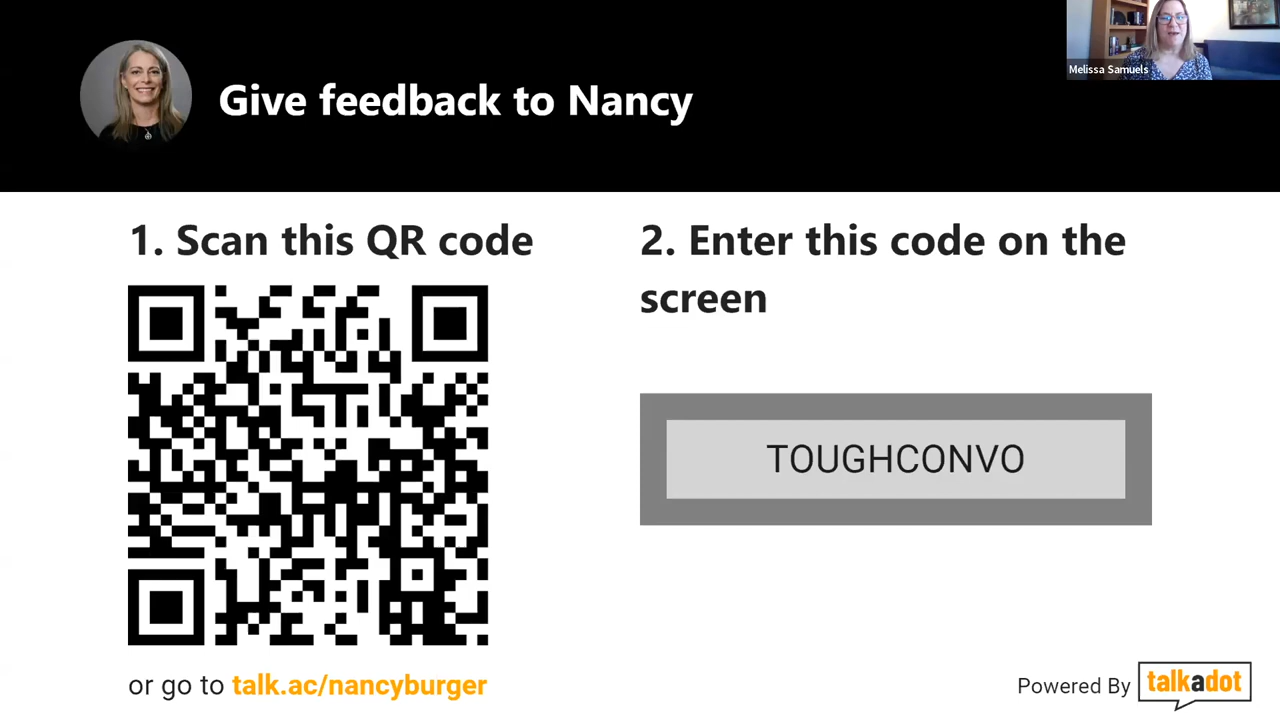 Give feedback to Nancy
Melissa Samuels
1. Scan this QR code
2. Enter this code on the
screen
TOUGHCONVO
or go to talk.ac/nancyburger
Powered By talkadot